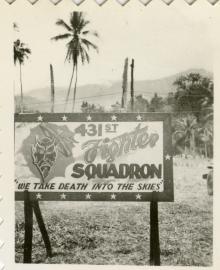 431ST
Fighter
SQUADRON
"WE TAKE DEATH INTO THE SKIES"